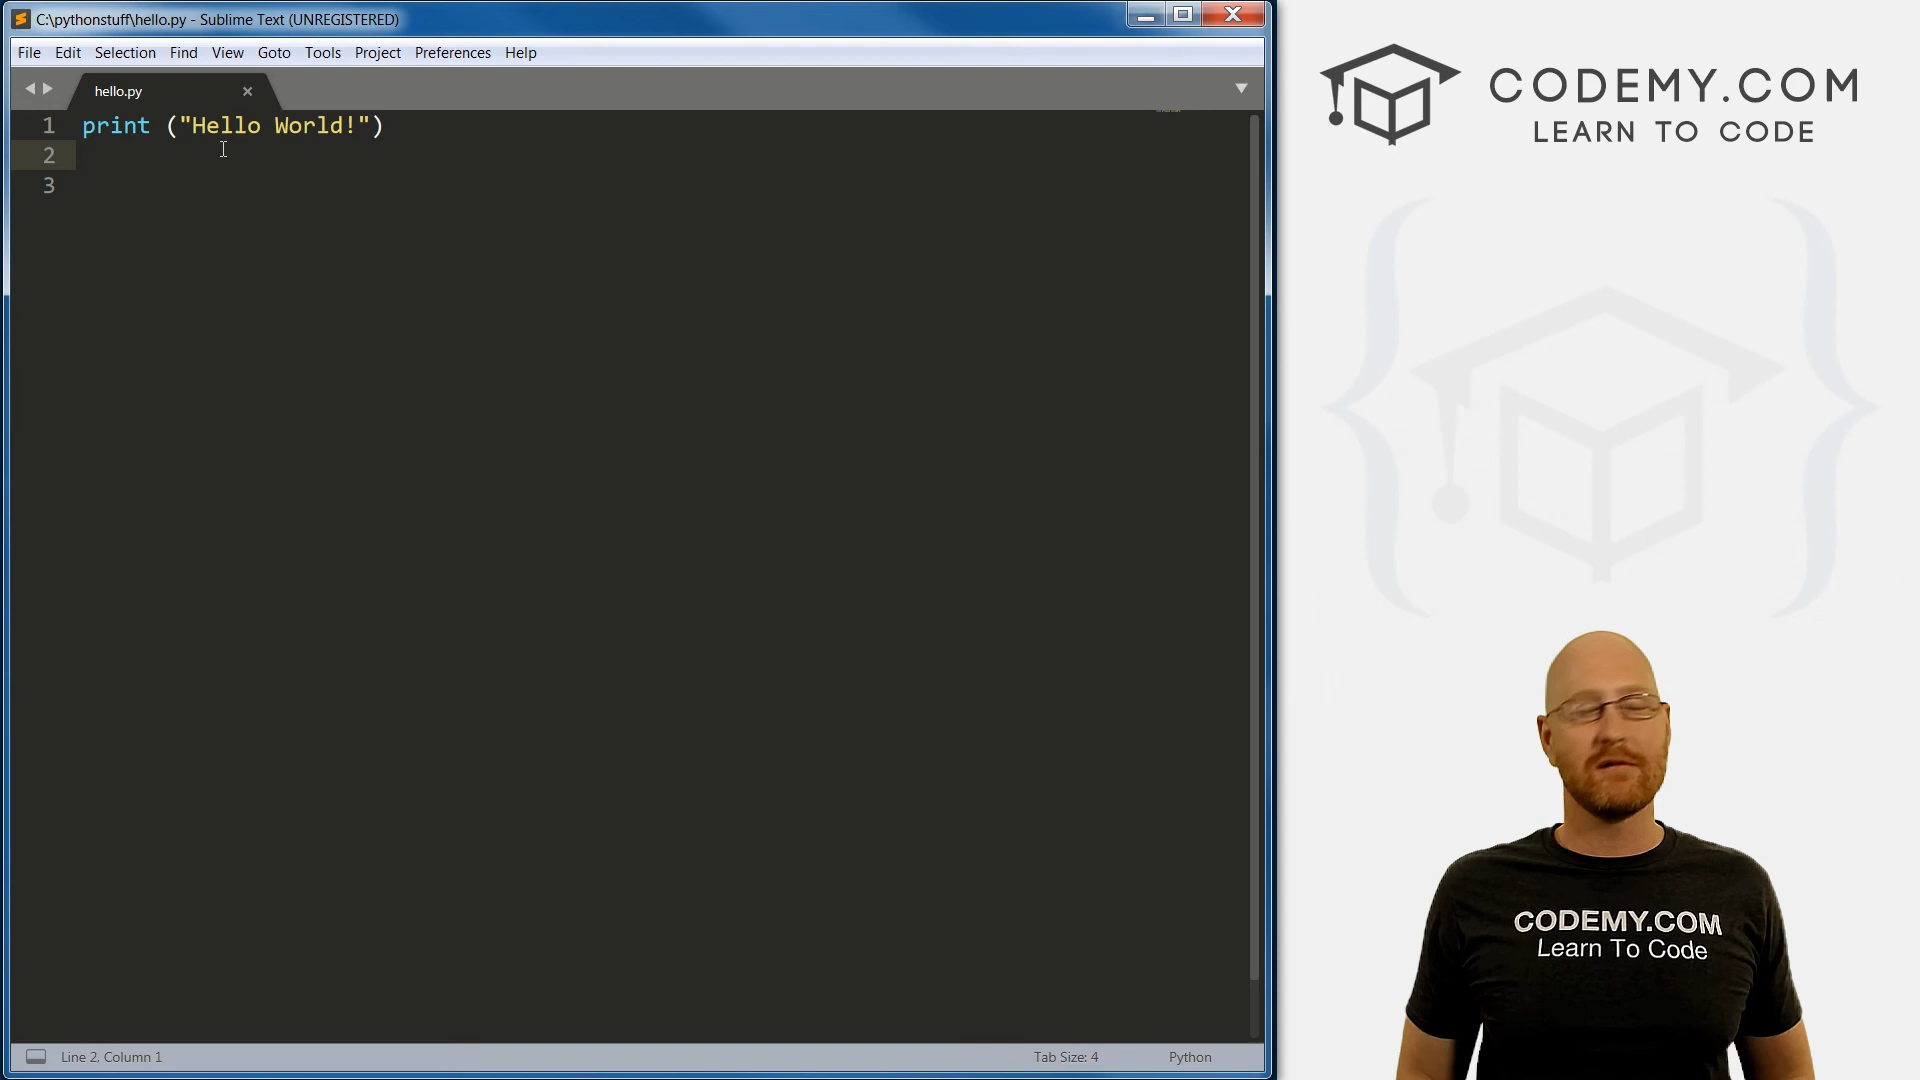 C:\pythonstuff\hello.py - Sublime Text (UNREGISTERED)
File Edit Selection Find View Goto Tools Project Preferences Help
hello.py
1 print ("Hello World!")
2
3
Line 2, Column 1
Tab Size: 4
Python
CODEMY.COM
LEARN TO CODE
CODEMY.COM
Learn To Code